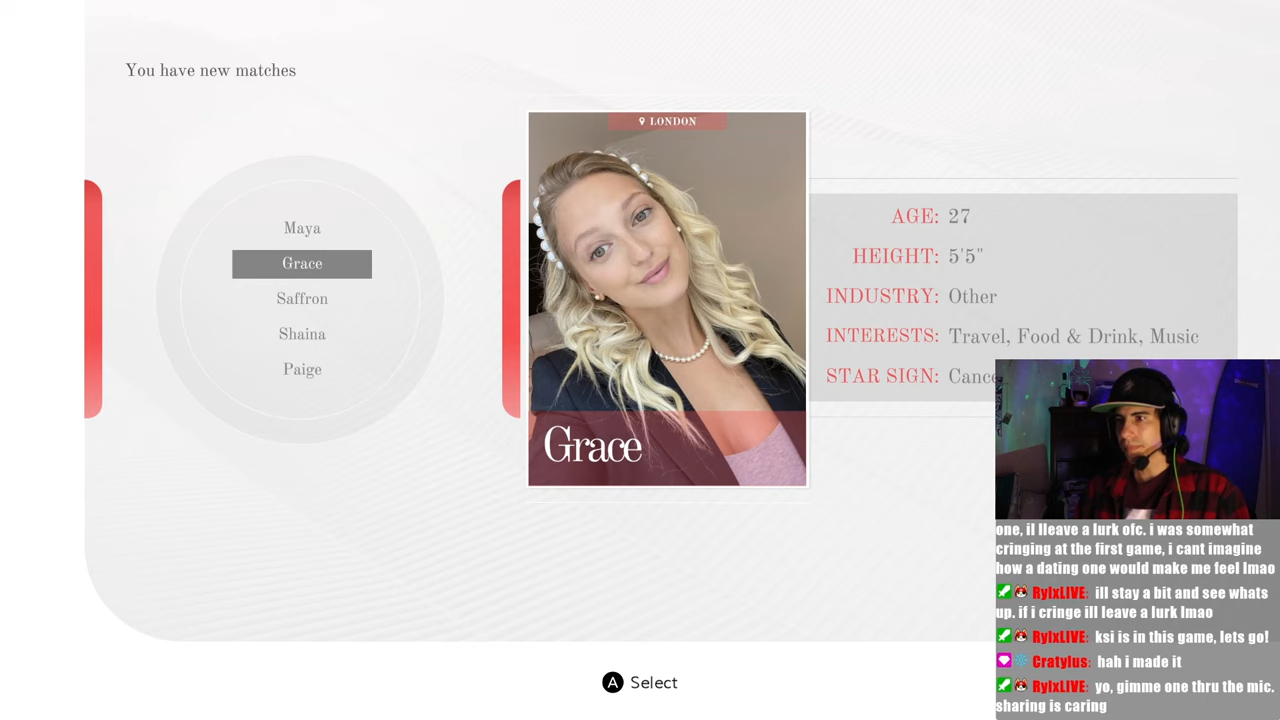 You have new matches
Maya
Grace
Saffron
Shaina
Paige
LONDON
Grace
AGE: 27
HEIGHT: 5'5"
INDUSTRY: Other
INTERESTS: Travel, Food & Drink, Music
STAR SIGN: Cance
one, il lleave a lurk ofc. i was somewhat
cringing at the first game, i cant imagine
how a dating one would make me feel lmao
RylxLIVE: ill stay a bit and see whats
up. if i cringe ill leave a lurk lmao
RylxLIVE: ksi is in this game, lets go!
Cratylus: hah i made it
RylxLIVE: yo, gimme one thru the mic.
sharing is caring
A Select